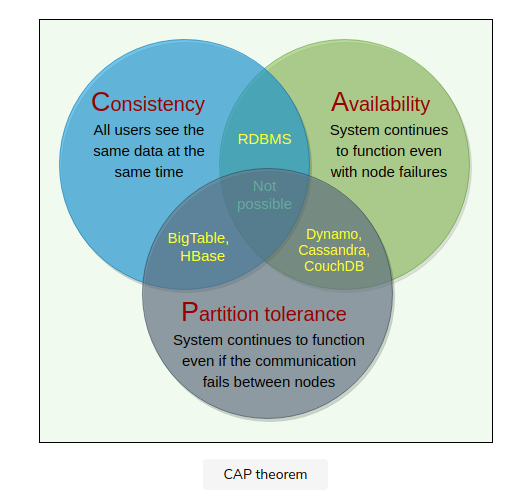 Consistency
All users see the
same data at the
same time
Availability
System continues
to function even
with node failures
RDBMS
Not
possible
BigTable,
HBase
Dynamo,
Cassandra,
CouchDB
Partition tolerance
System continues to function
even if the communication
fails between nodes
CAP theorem